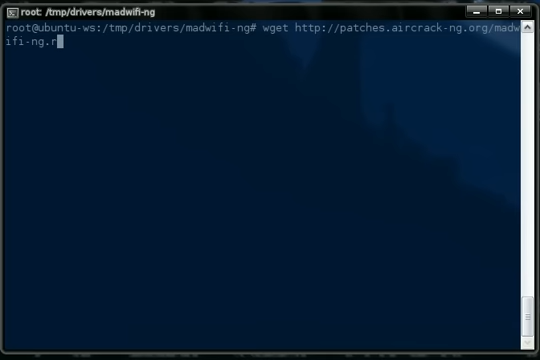 root: /tmp/drivers/madwifi-ng
root@ubuntu-ws:/tmp/drivers/madwifi-ng# wget http://patches.aircrack-ng.org/madw
ifi-ng.r